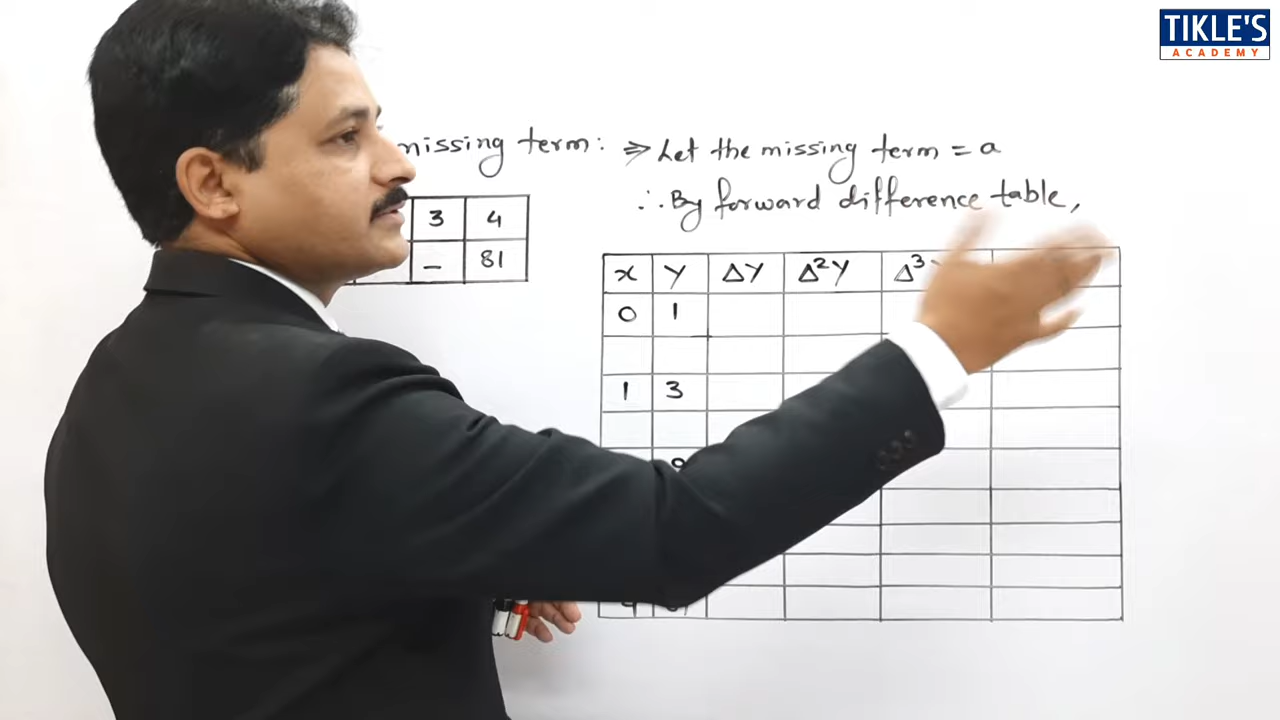 TIKLE'S
ACADEMY
missing term:
3 4
– 81
⇒ Let the missing term = a
∴ By forward difference table,
x Y ΔY Δ²Y Δ³
0 1
1 3